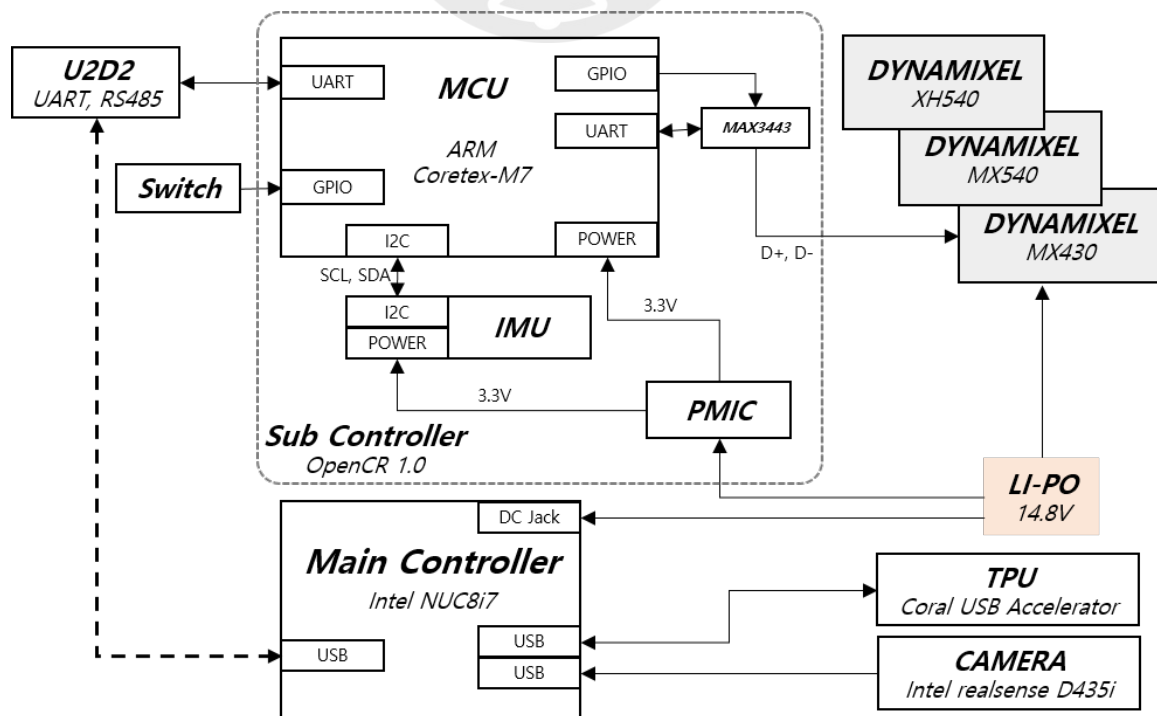 U2D2
UART, RS485
Switch
UART
MCU
GPIO
UART
MAX3443
ARM
Coretex-M7
GPIO
I2C
POWER
SCL, SDA
D+, D-
I2C
POWER
IMU
3.3V
3.3V
PMIC
Sub Controller
OpenCR 1.0
DYNAMIXEL
XH540
DYNAMIXEL
MX540
DYNAMIXEL
MX430
LI-PO
14.8V
DC Jack
Main Controller
Intel NUC8i7
USB
USB
USB
TPU
Coral USB Accelerator
CAMERA
Intel realsense D435i